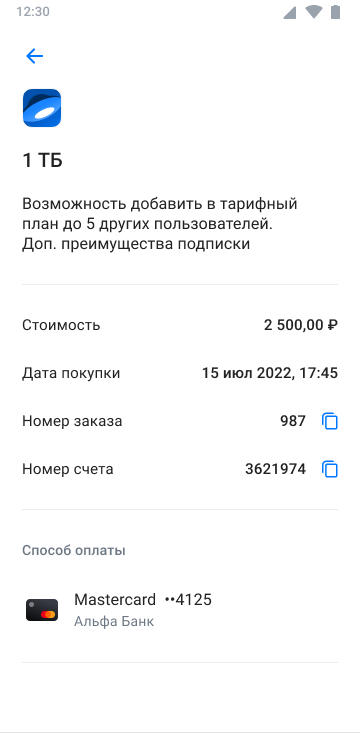 12:30
1 ТБ
Возможность добавить в тарифный
план до 5 других пользователей.
Доп. преимущества подписки
Стоимость 2 500,00 ₽
Дата покупки 15 июл 2022, 17:45
Номер заказа 987
Номер счета 3621974
Способ оплаты
Mastercard ••4125
Альфа Банк